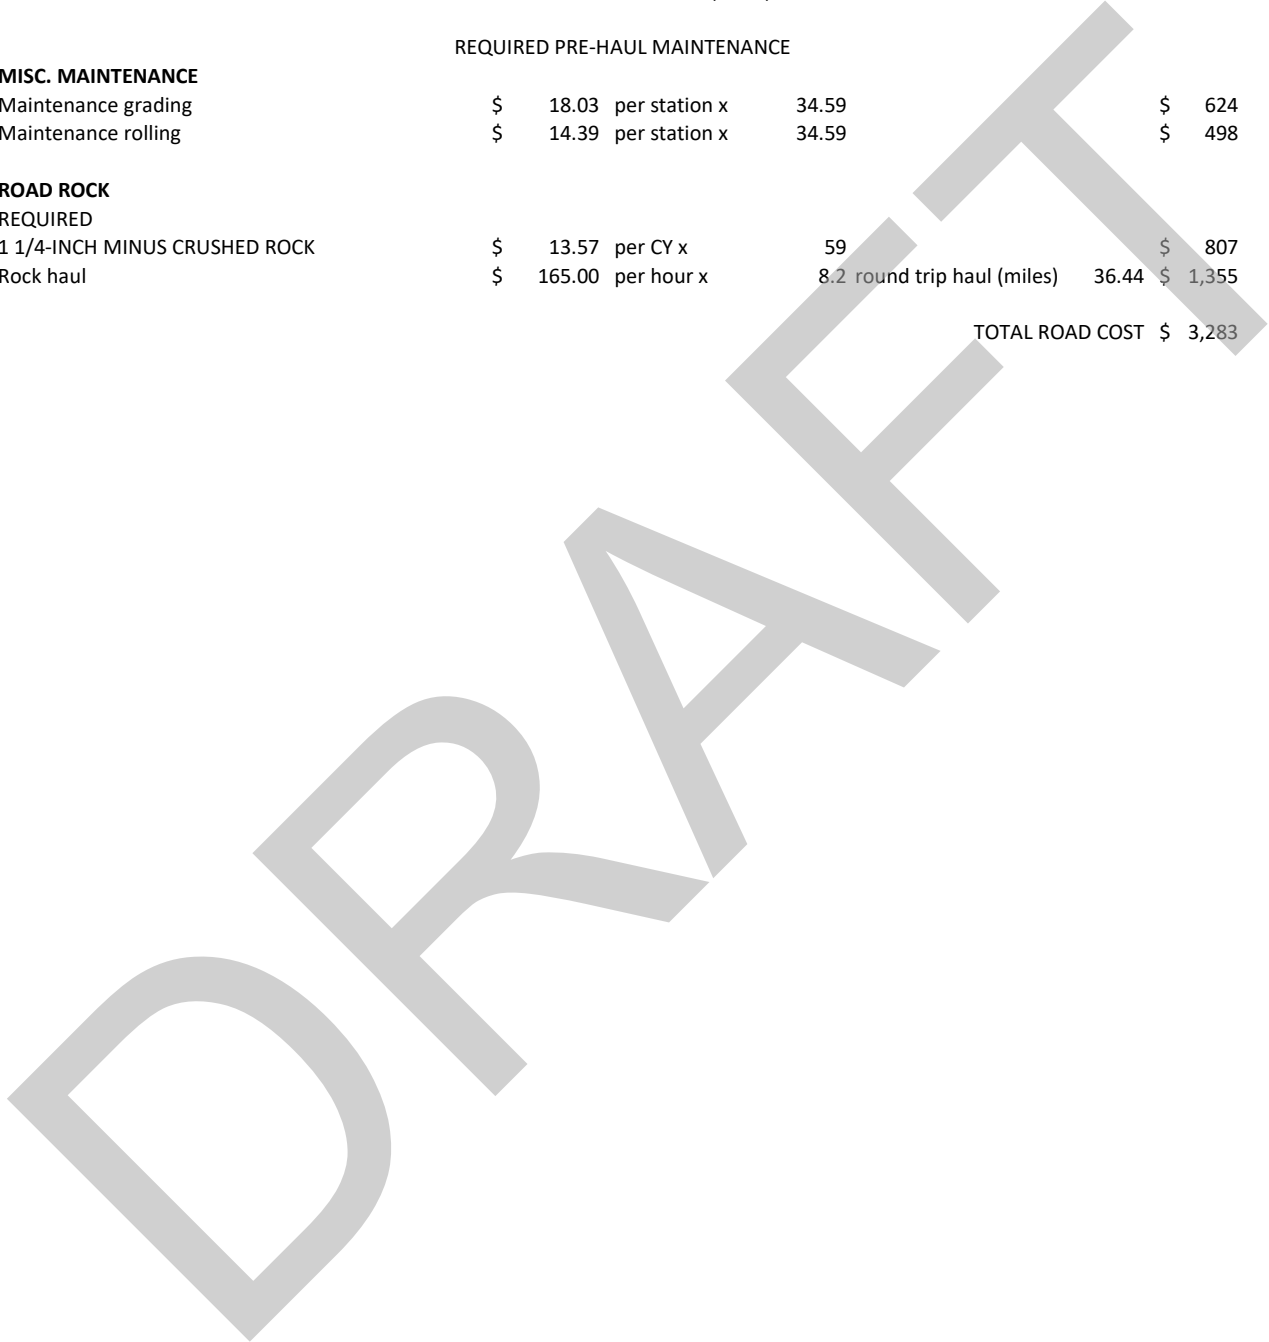 REQUIRED PRE-HAUL MAINTENANCE
MISC. MAINTENANCE
Maintenance grading $ 18.03 per station x 34.59 $ 624
Maintenance rolling $ 14.39 per station x 34.59 $ 498
ROAD ROCK
REQUIRED
1 1/4-INCH MINUS CRUSHED ROCK $ 13.57 per CY x 59 $ 807
Rock haul $ 165.00 per hour x 8.2 round trip haul (miles) 36.44 $ 1,355
TOTAL ROAD COST $ 3,283
DRAFT